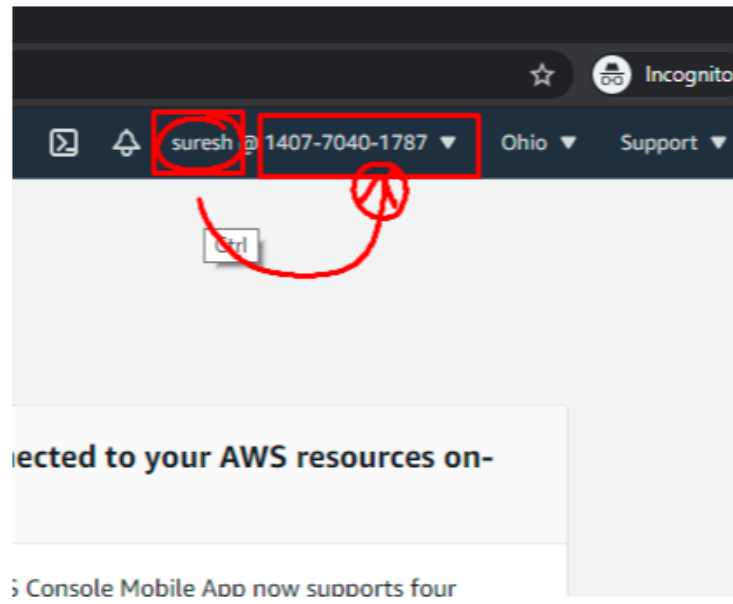 Incognito
suresh @ 1407-7040-1787 ▼ Ohio ▼ Support ▼
Ctrl
nected to your AWS resources on-
S Console Mobile App now supports four